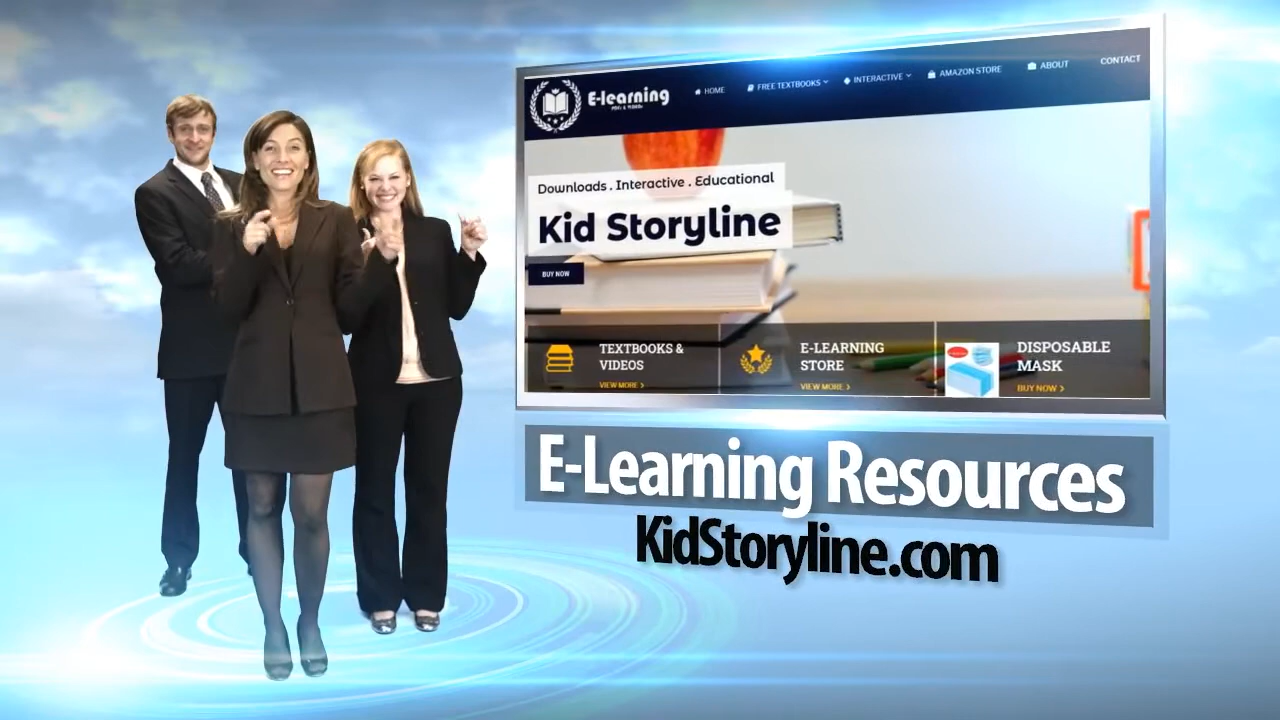 E-learning
HOME
FREE TEXTBOOKS
INTERACTIVE
AMAZON STORE
ABOUT
CONTACT
Downloads . Interactive . Educational
Kid Storyline
BUY NOW
TEXTBOOKS &
VIDEOS
VIEW MORE
E-LEARNING
STORE
VIEW MORE
DISPOSABLE
MASK
BUY NOW
E-Learning Resources
KidStoryline.com